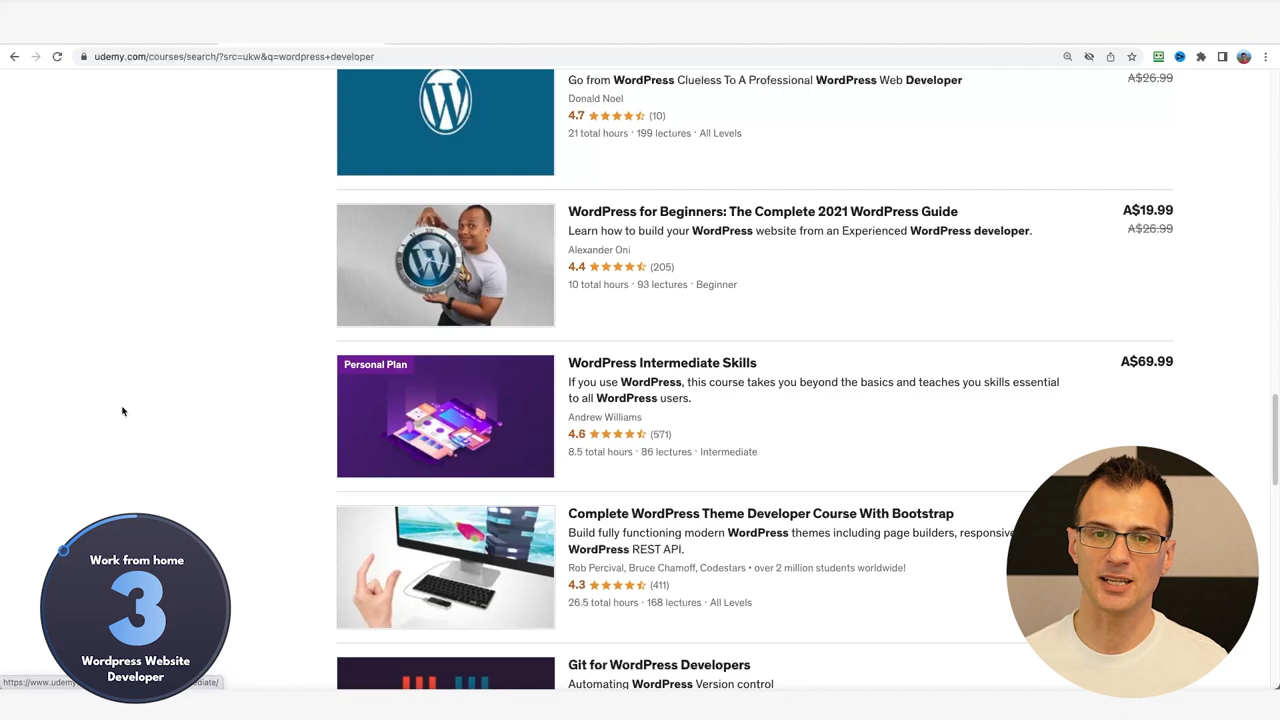 udemy.com/courses/search/?src=ukw&q=wordpress+developer
Go from WordPress Clueless To A Professional WordPress Web Developer
A$26.99
Donald Noel
4.7 (10)
21 total hours · 199 lectures · All Levels
WordPress for Beginners: The Complete 2021 WordPress Guide
A$19.99
Learn how to build your WordPress website from an Experienced WordPress developer.
A$26.99
Alexander Oni
4.4 (205)
10 total hours · 93 lectures · Beginner
Personal Plan
WordPress Intermediate Skills
A$69.99
If you use WordPress, this course takes you beyond the basics and teaches you skills essential
to all WordPress users.
Andrew Williams
4.6 (571)
8.5 total hours · 86 lectures · Intermediate
Complete WordPress Theme Developer Course With Bootstrap
Build fully functioning modern WordPress themes including page builders, responsive
WordPress REST API.
Rob Percival, Bruce Chamoff, Codestars • over 2 million students worldwide!
4.3 (411)
26.5 total hours · 168 lectures · All Levels
Git for WordPress Developers
Automating WordPress Version control
Work from home
3
Wordpress Website
Developer
https://www.udemy
diate/